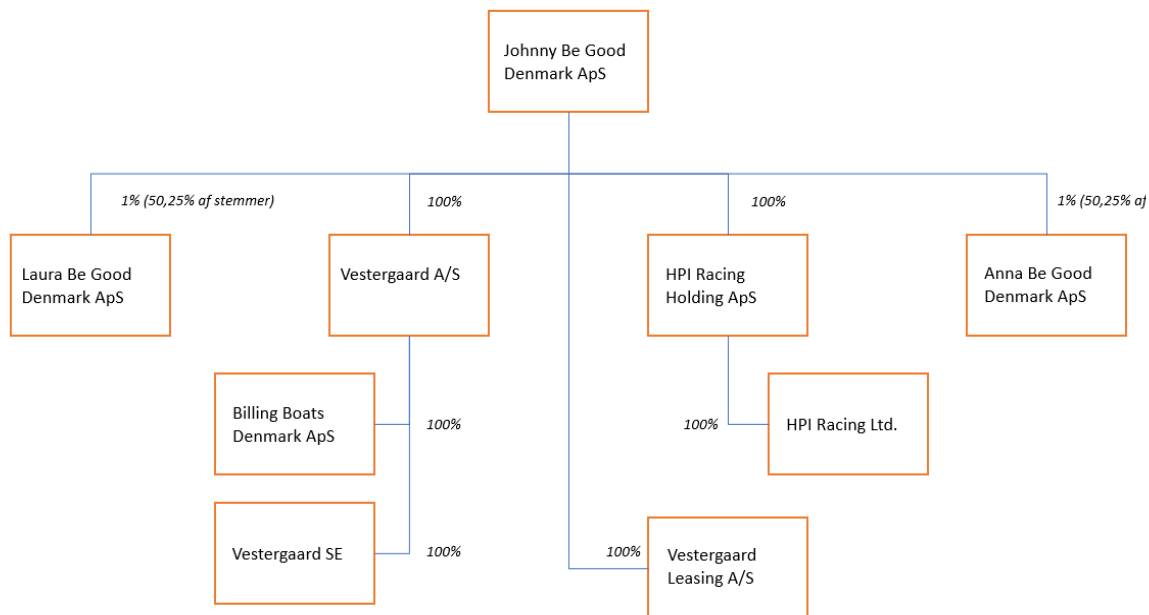 Johnny Be Good
Denmark ApS
1% (50,25% af stemmer)
100%
100%
1% (50,25% af
Laura Be Good
Denmark ApS
Vestergaard A/S
HPI Racing
Holding ApS
Anna Be Good
Denmark ApS
Billing Boats
Denmark ApS
100%
100%
HPI Racing Ltd.
Vestergaard SE
100%
100%
Vestergaard
Leasing A/S